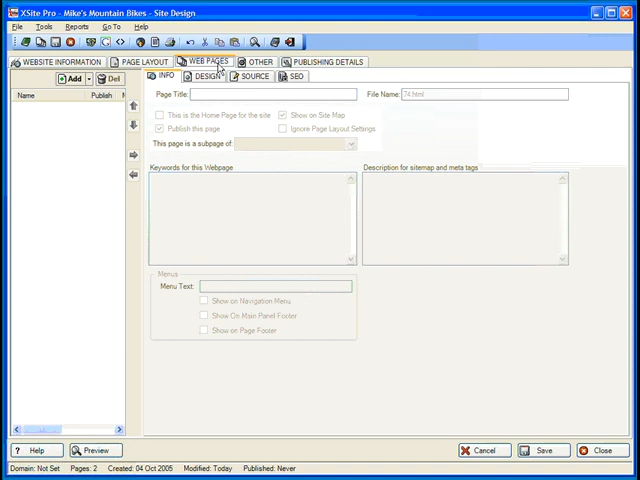 XSite Pro - Mike's Mountain Bikes - Site Design
File Tools Reports Go To Help
WEBSITE INFORMATION PAGE LAYOUT WEB PAGES OTHER PUBLISHING DETAILS
Add Del INFO DESIGN SOURCE SEO
Name Publish
Page Title: File Name: 74.html
This is the Home Page for the site Show on Site Map
Publish this page Ignore Page Layout Settings
This page is a subpage of:
Keywords for this Webpage Description for sitemap and meta tags
Menus
Menu Text:
Show on Navigation Menu
Show On Main Panel Footer
Show on Page Footer
? Help Preview Cancel Save Close
Domain: Not Set Pages: 2 Created: 04 Oct 2005 Modified: Today Published: Never